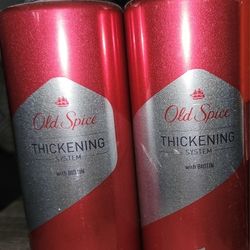 Old Spice
THICKENING
SYSTEM
with BIOTIN
Old Spice
THICKENING
SYSTEM
with BIOTIN